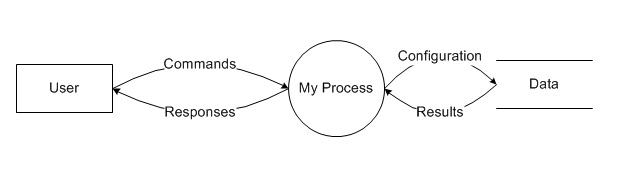 User
Commands
Responses
My Process
Configuration
Results
Data